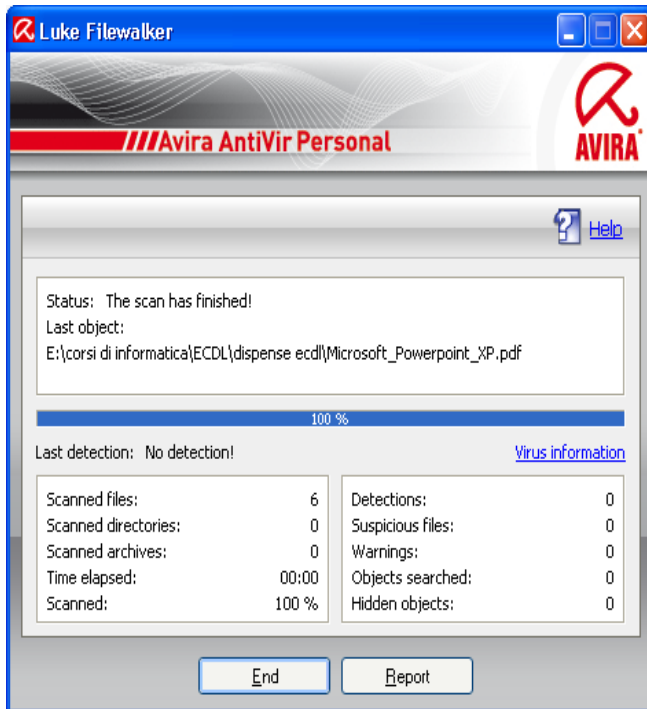 Luke Filewalker
////Avira AntiVir Personal
AVIRA
Help
Status: The scan has finished!
Last object:
E:\corsi di informatica\ECDL\dispense ecdl\Microsoft_Powerpoint_XP.pdf
100 %
Last detection: No detection!
Virus information
Scanned files: 6
Scanned directories: 0
Scanned archives: 0
Time elapsed: 00:00
Scanned: 100 %
Detections: 0
Suspicious files: 0
Warnings: 0
Objects searched: 0
Hidden objects: 0
End
Report